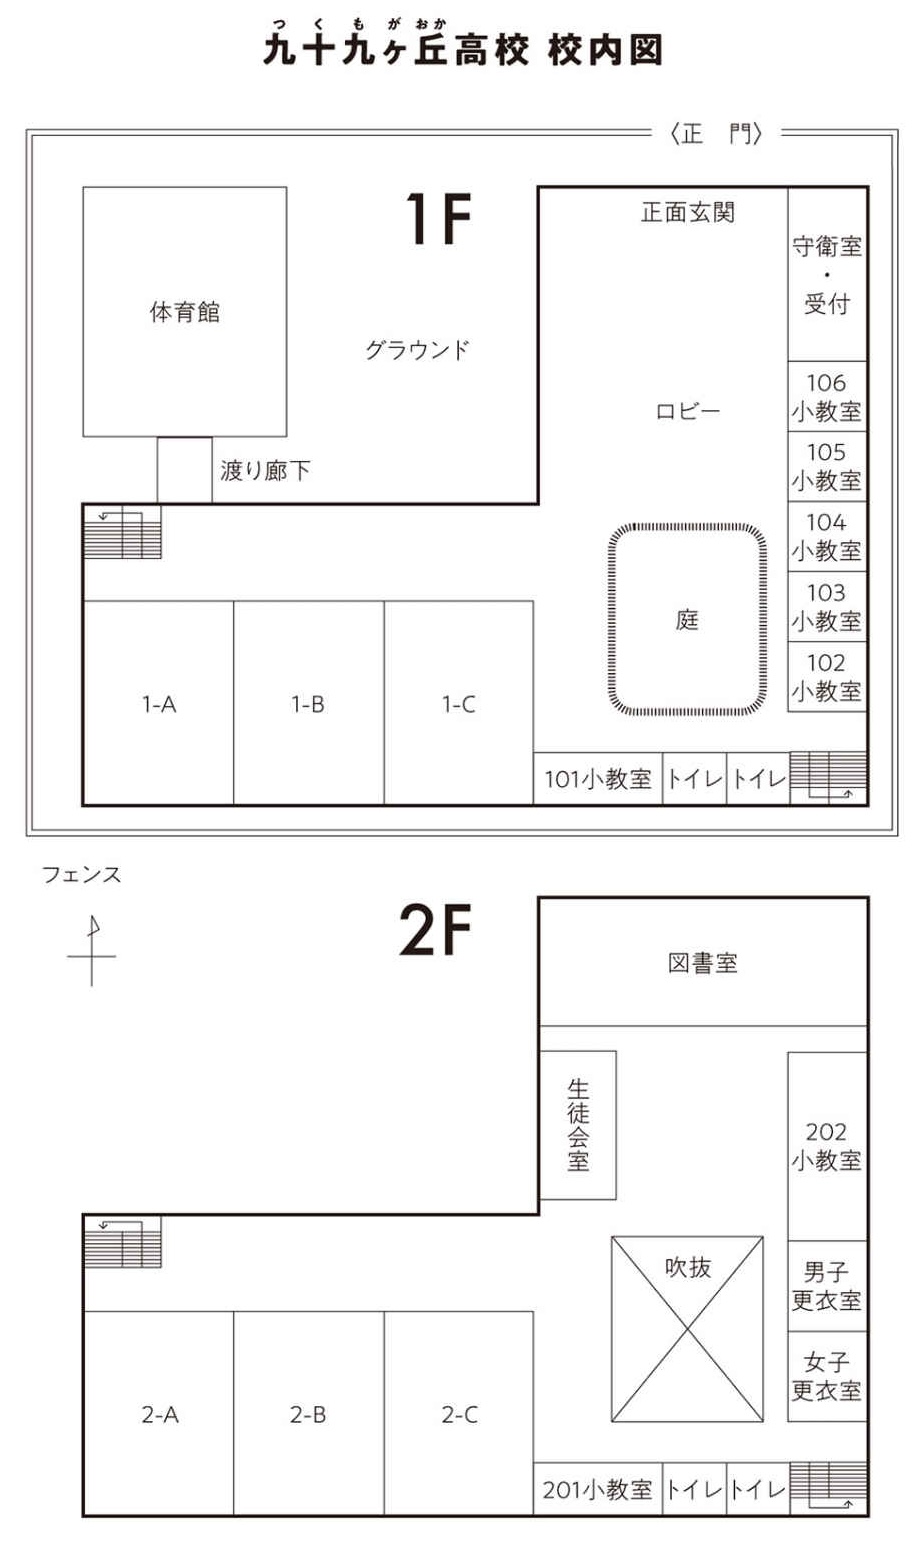 つくもがおか
九十九ヶ丘高校 校内図
〈正　門〉
1F
正面玄関
守衛室
・
受付
体育館
グラウンド
ロビー
106
小教室
105
小教室
渡り廊下
104
小教室
庭
103
小教室
102
小教室
1-A
1-B
1-C
101小教室
トイレ
トイレ
フェンス
2F
図書室
生徒会室
202
小教室
吹抜
男子
更衣室
女子
更衣室
2-A
2-B
2-C
201小教室
トイレ
トイレ